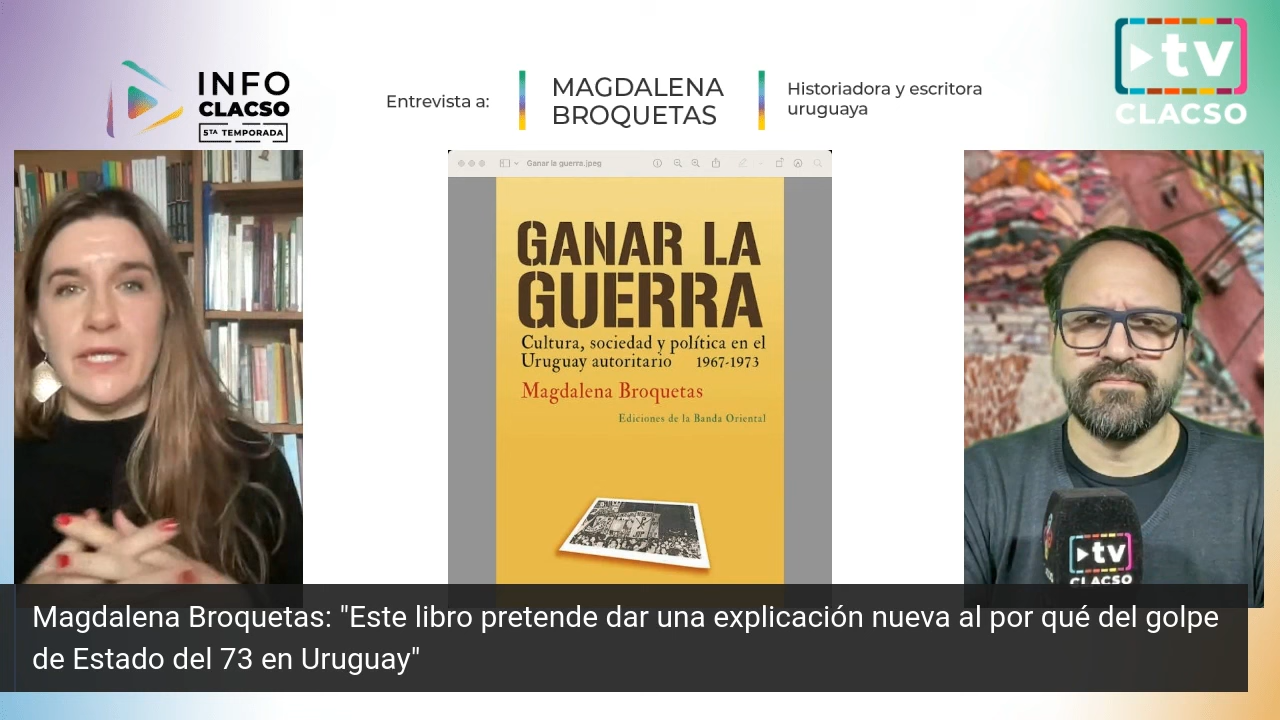 INFO
CLACSO
5TA TEMPORADA
Entrevista a:
MAGDALENA
BROQUETAS
Historiadora y escritora
uruguaya
tv
CLACSO
Ganar la guerra.jpeg
GANAR LA
GUERRA
Cultura, sociedad y política en el
Uruguay autoritario 1967-1973
Magdalena Broquetas
Ediciones de la Banda Oriental
tv
CLACSO
Magdalena Broquetas: "Este libro pretende dar una explicación nueva al por qué del golpe
de Estado del 73 en Uruguay"